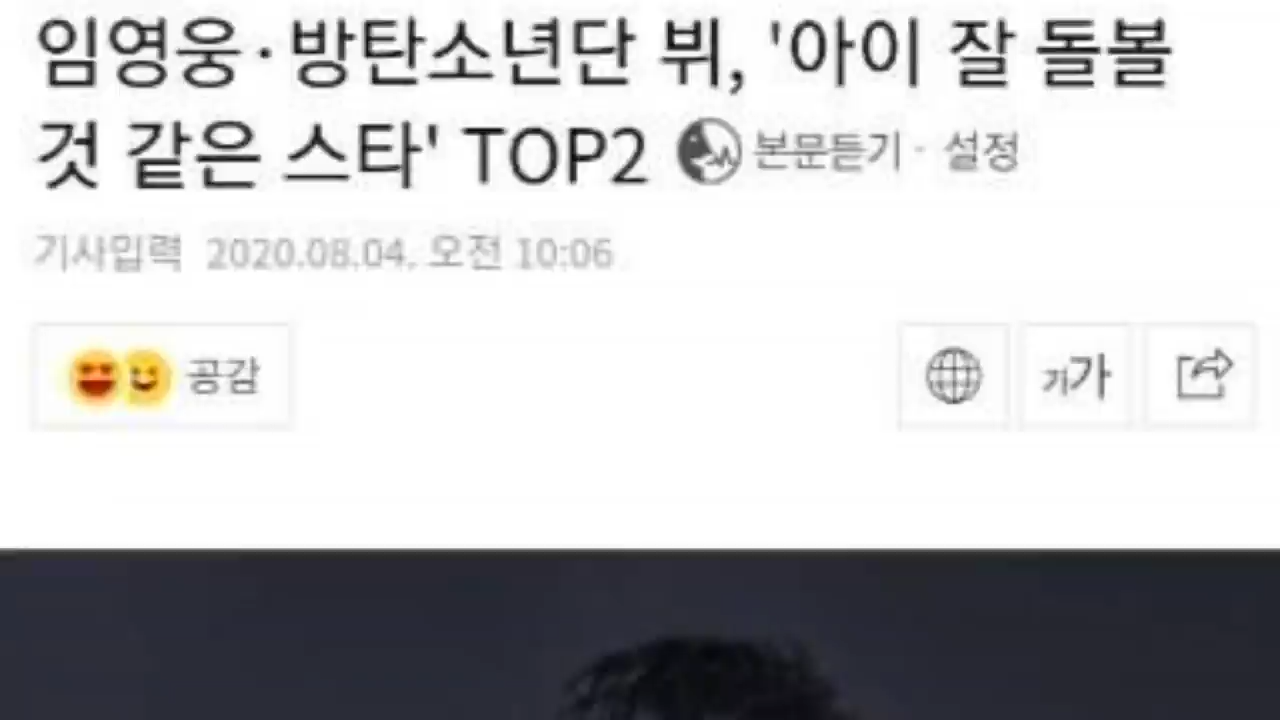 임영웅·방탄소년단 뷔, '아이 잘 돌볼
것 같은 스타' TOP2 본문듣기 · 설정
기사입력 2020.08.04. 오전 10:06
공감
가가